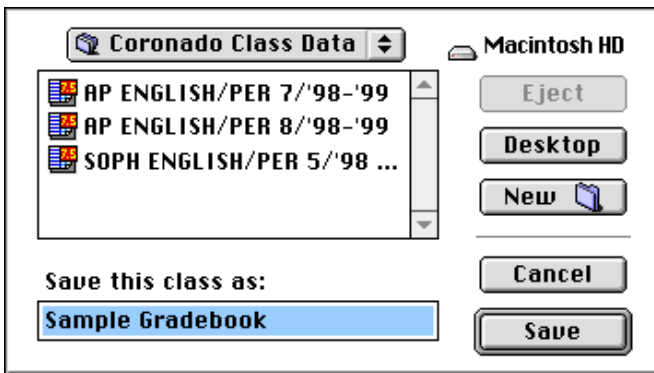 Coronado Class Data
Macintosh HD
AP ENGLISH/PER 7/'98-'99
AP ENGLISH/PER 8/'98-'99
SOPH ENGLISH/PER 5/'98 ...
Eject
Desktop
New
Save this class as:
Sample Gradebook
Cancel
Save